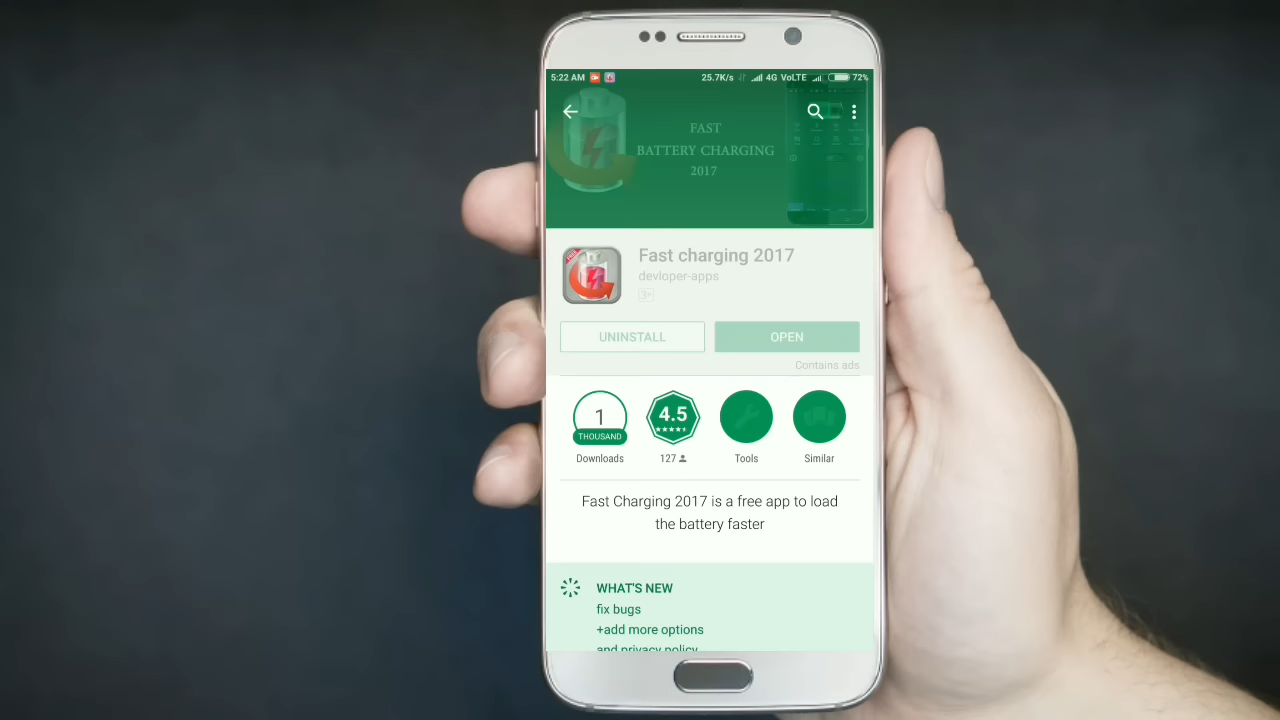 5:22 AM 25.7K/s 4G VoLTE 72%
FAST
BATTERY CHARGING
2017
Fast charging 2017
devloper-apps
3+
UNINSTALL OPEN
Contains ads
1 4.5
THOUSAND
Downloads 127 Tools Similar
Fast Charging 2017 is a free app to load
the battery faster
WHAT'S NEW
fix bugs
+add more options
and privacy policy